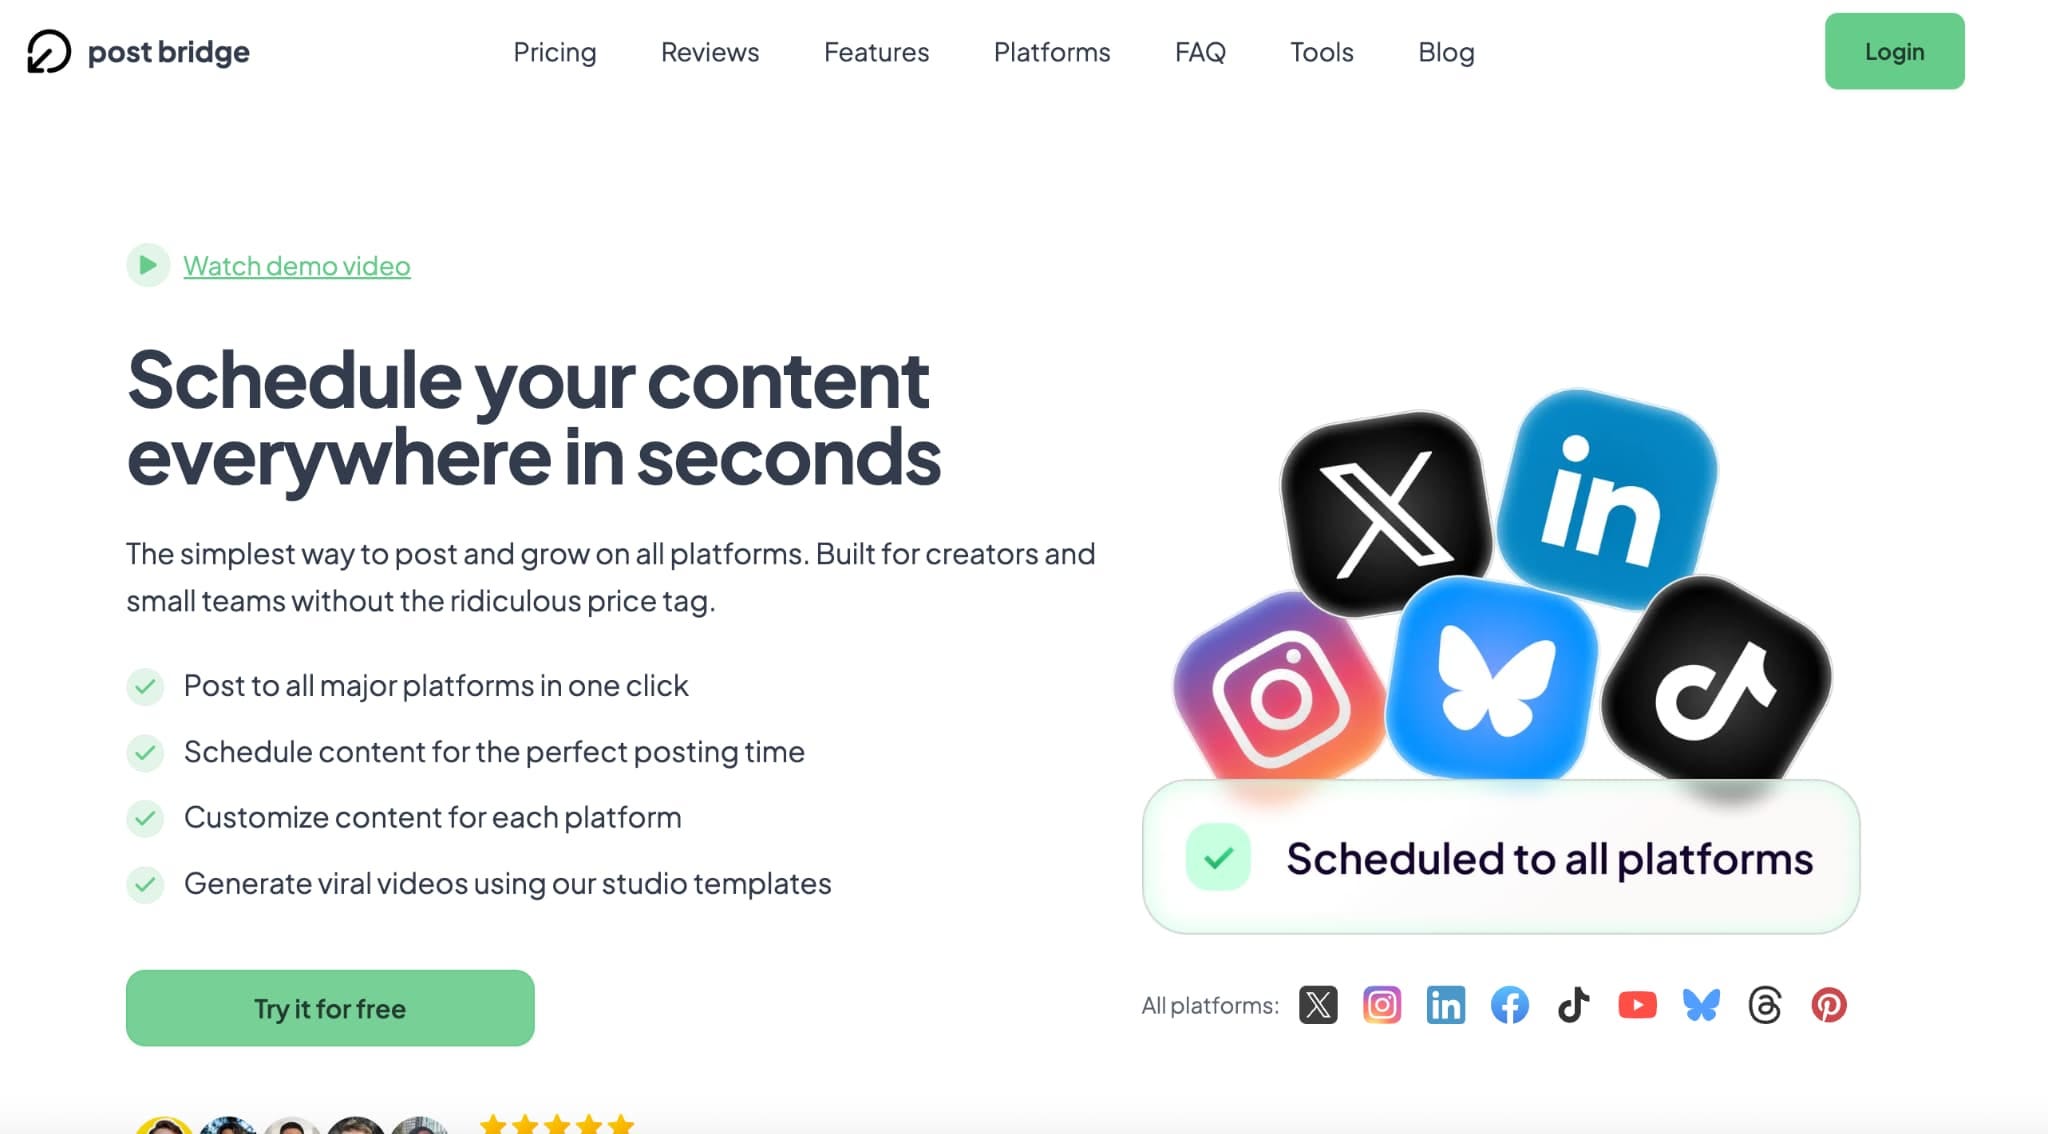 post bridge
Pricing
Reviews
Features
Platforms
FAQ
Tools
Blog
Login
Watch demo video
Schedule your content
everywhere in seconds
The simplest way to post and grow on all platforms. Built for creators and
small teams without the ridiculous price tag.
Post to all major platforms in one click
Schedule content for the perfect posting time
Customize content for each platform
Generate viral videos using our studio templates
Try it for free
in
Scheduled to all platforms
All platforms: